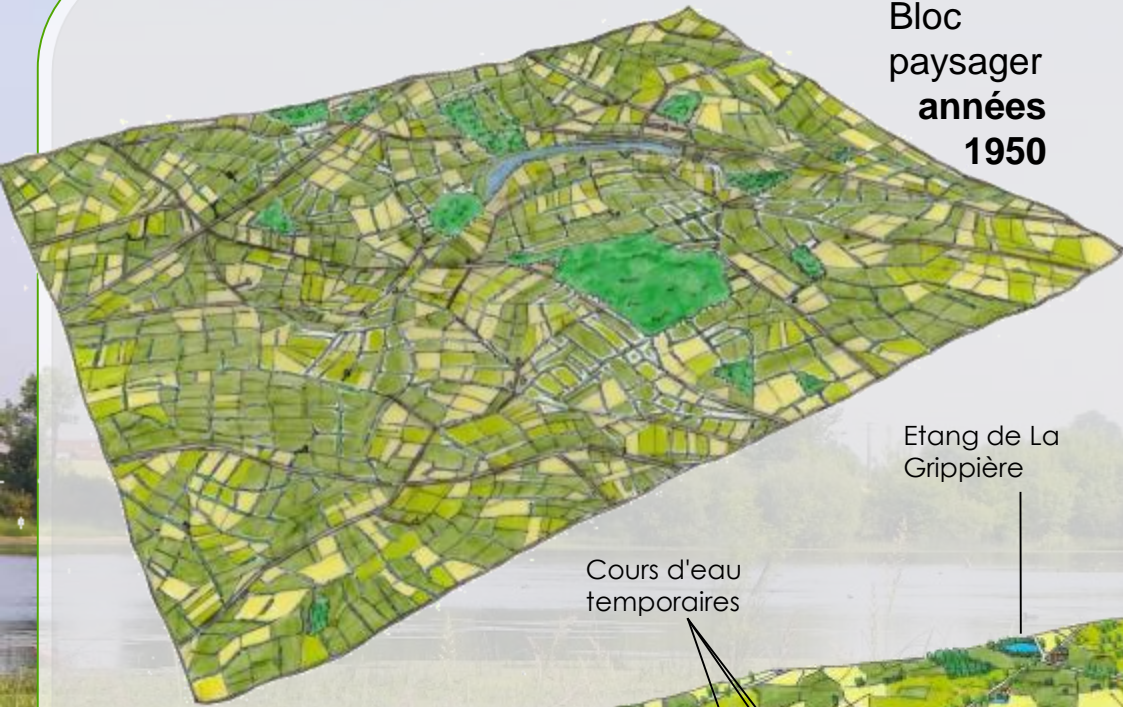 Bloc
paysager
années
1950
Etang de La
Grippière
Cours d'eau
temporaires